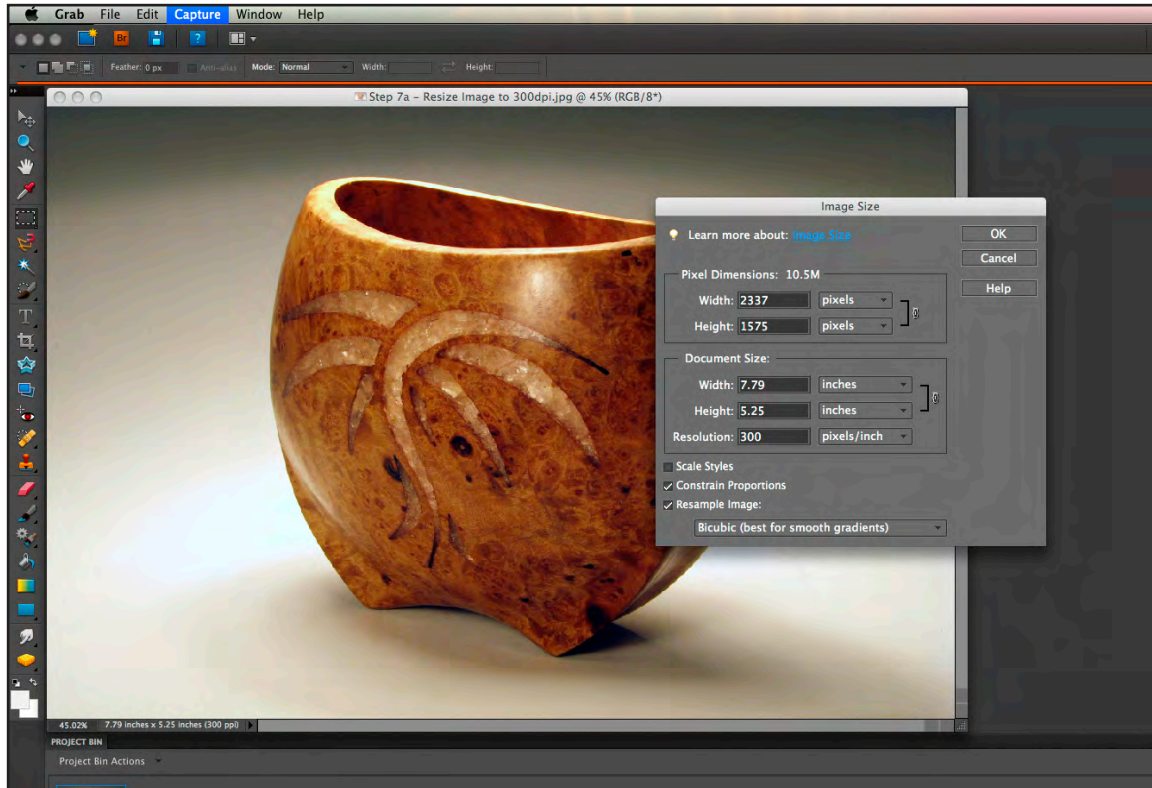 Grab File Edit Capture Window Help
Br ?
Feather: 0 px Anti-alias Mode: Normal Width: Height:
Step 7a - Resize Image to 300dpi.jpg @ 45% (RGB/8*)
Image Size
Learn more about: Image Size
OK
Cancel
Help
Pixel Dimensions: 10.5M
Width: 2337 pixels
Height: 1575 pixels
Document Size:
Width: 7.79 inches
Height: 5.25 inches
Resolution: 300 pixels/inch
Scale Styles
Constrain Proportions
Resample Image:
Bicubic (best for smooth gradients)
T
45.02% 7.79 inches x 5.25 inches (300 ppi)
PROJECT BIN
Project Bin Actions